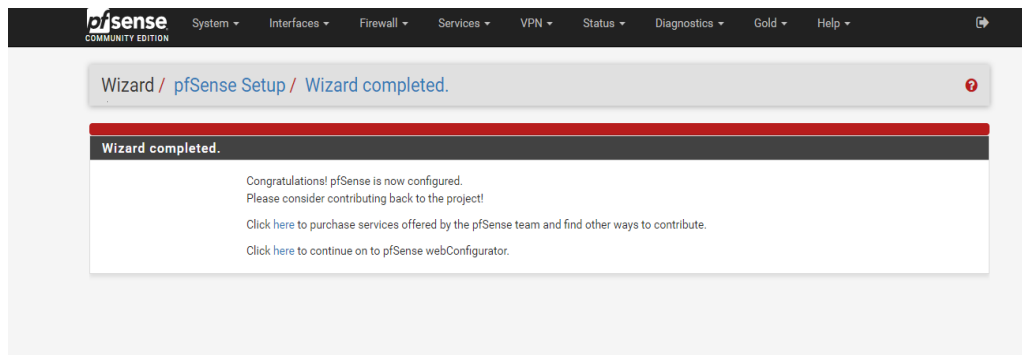 pfsense
COMMUNITY EDITION
System Interfaces Firewall Services VPN Status Diagnostics Gold Help
Wizard / pfSense Setup / Wizard completed.
Wizard completed.
Congratulations! pfSense is now configured.
Please consider contributing back to the project!
Click here to purchase services offered by the pfSense team and find other ways to contribute.
Click here to continue on to pfSense webConfigurator.